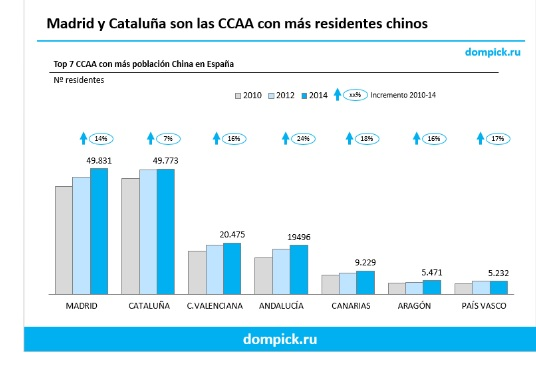 Madrid y Cataluña son las CCAA con más residentes chinos
dompick.ru
Top 7 CCAA con más población China en España
Nº residentes
2010 2012 2014 xx% Incremento 2010-14
14% 7% 16% 24% 18% 16% 17%
49.831 49.773 20.475 19496 9.229 5.471 5.232
MADRID CATALUÑA C.VALENCIANA ANDALUCÍA CANARIAS ARAGÓN PAÍS VASCO
dompick.ru